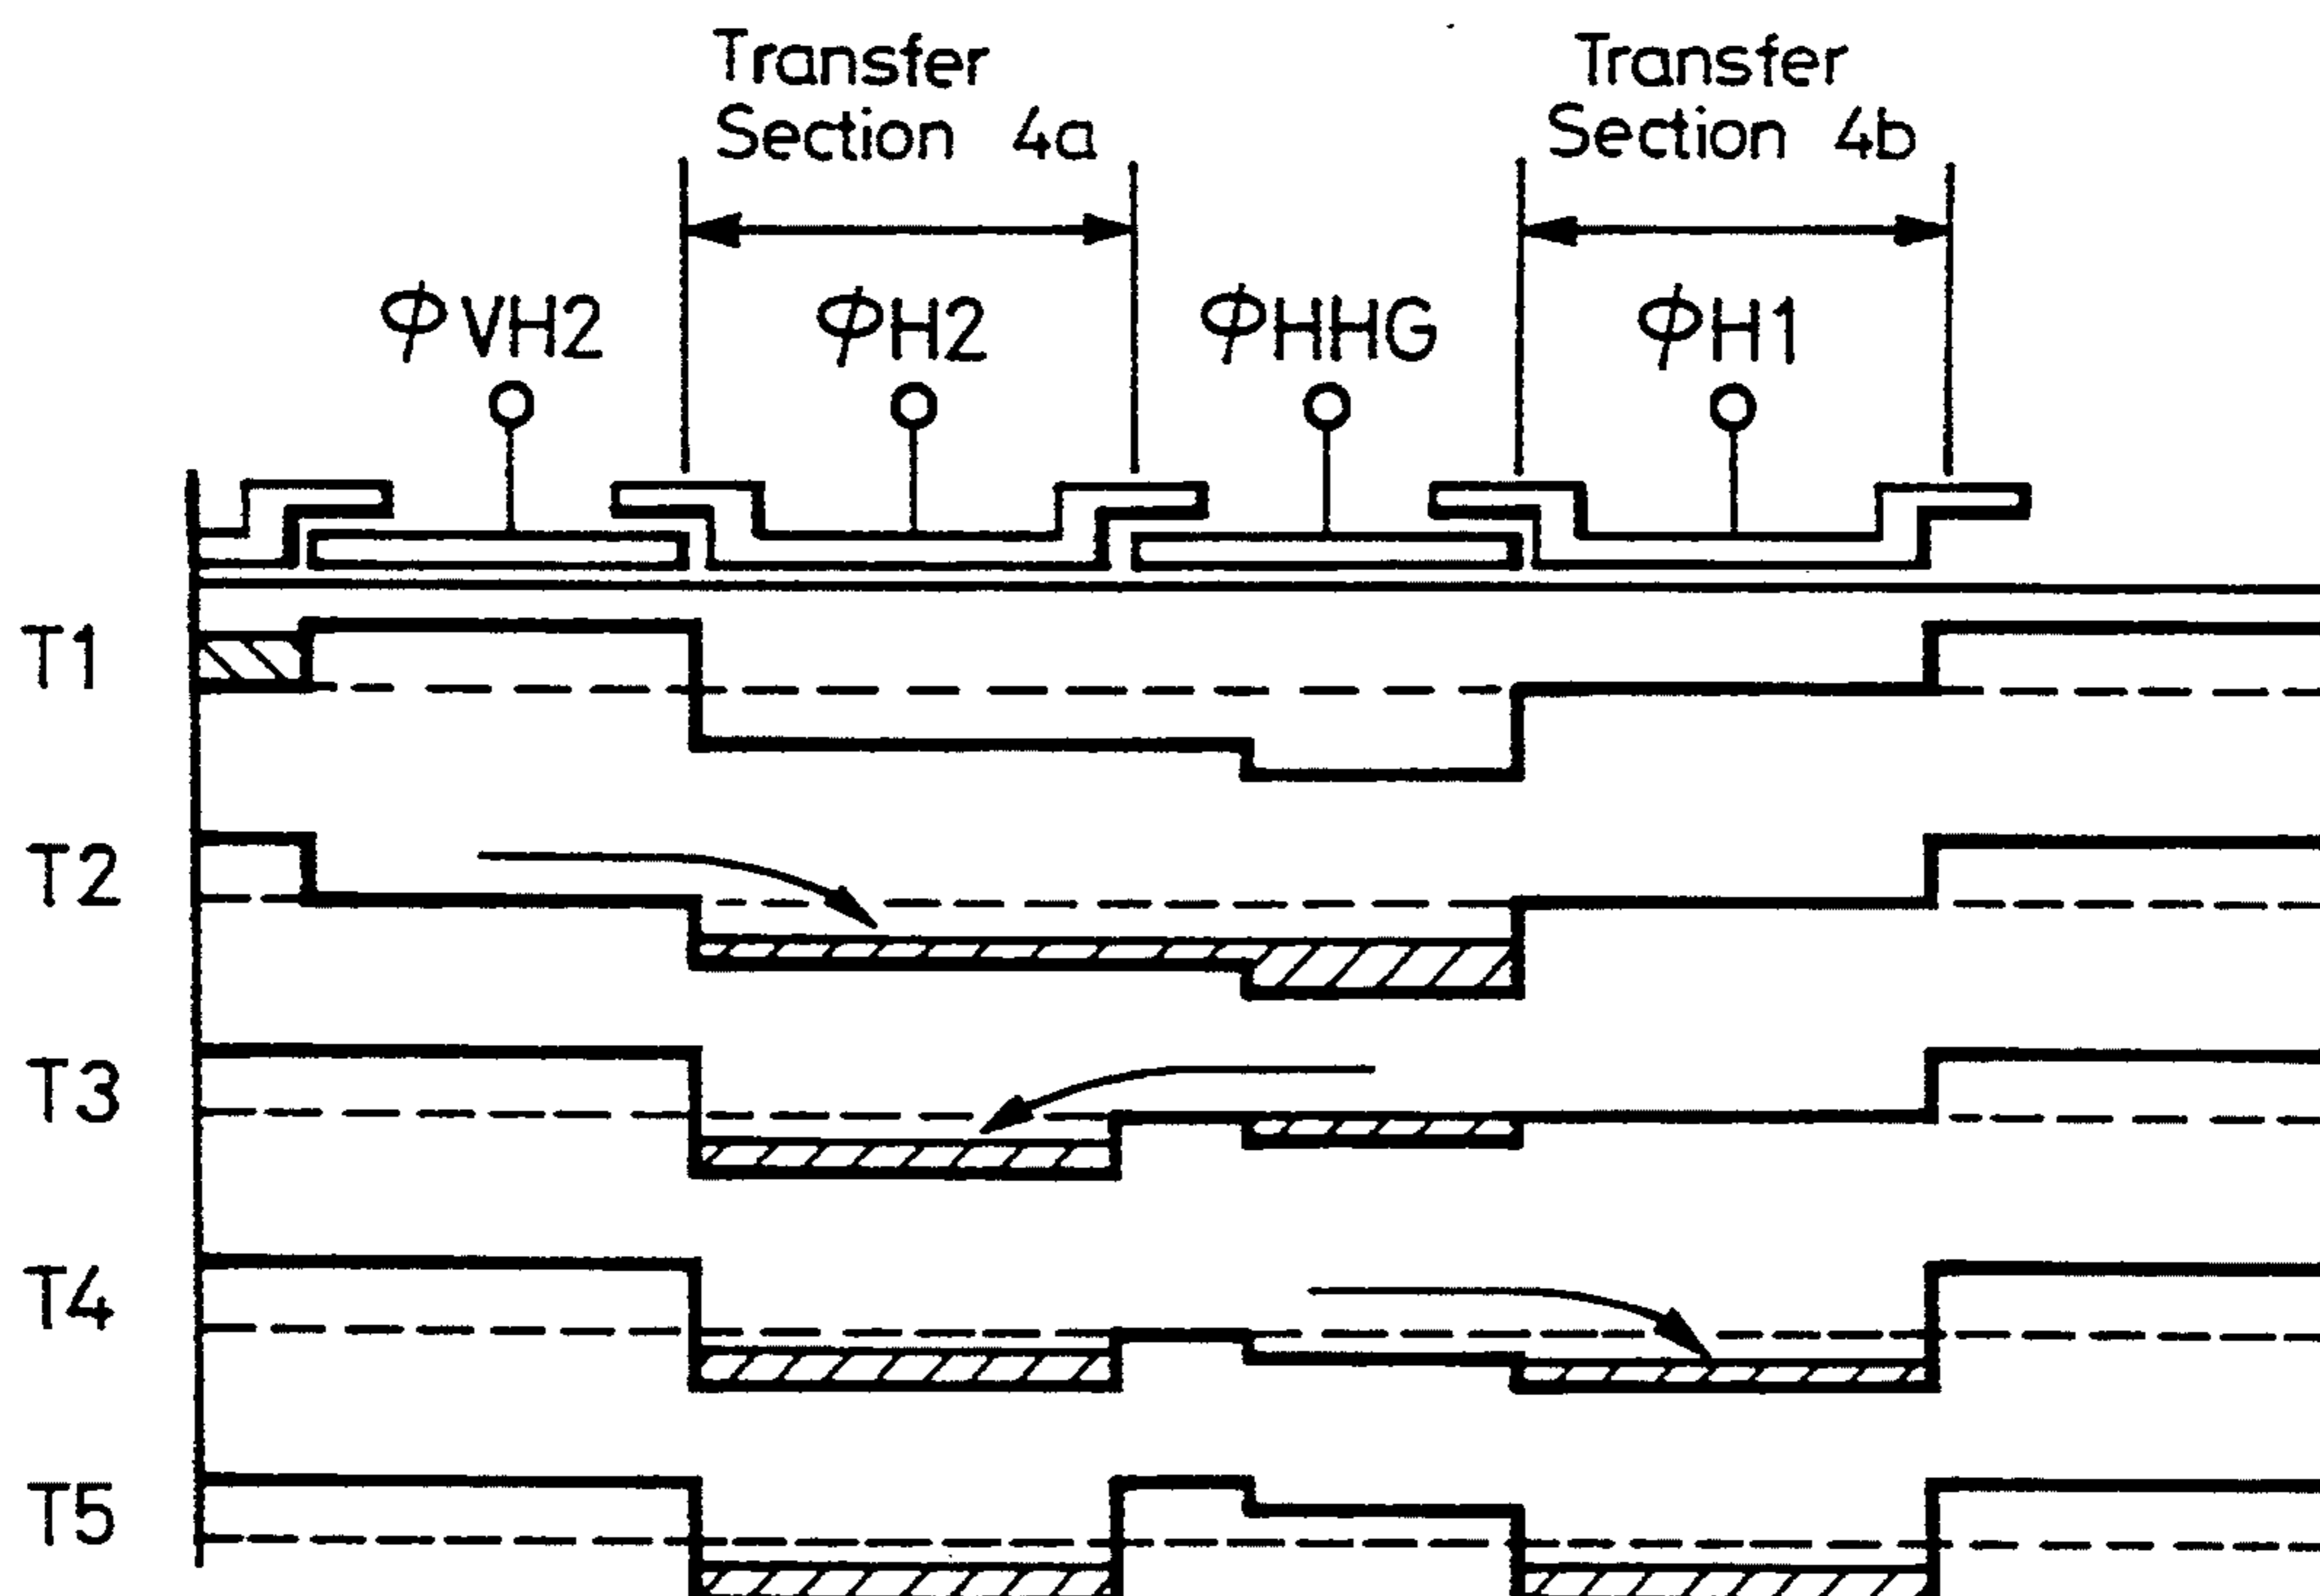 Transfer
Section 4a
Transfer
Section 4b
ΦVH2
ΦH2
ΦHHG
ΦH1
T1
T2
T3
T4
T5